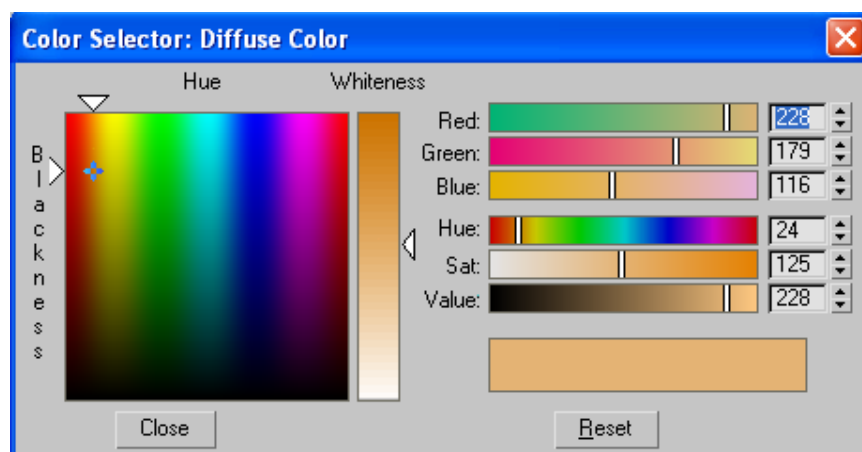 Color Selector: Diffuse Color
Hue
Whiteness
Blackness
Red: 228
Green: 179
Blue: 116
Hue: 24
Sat: 125
Value: 228
Close
Reset